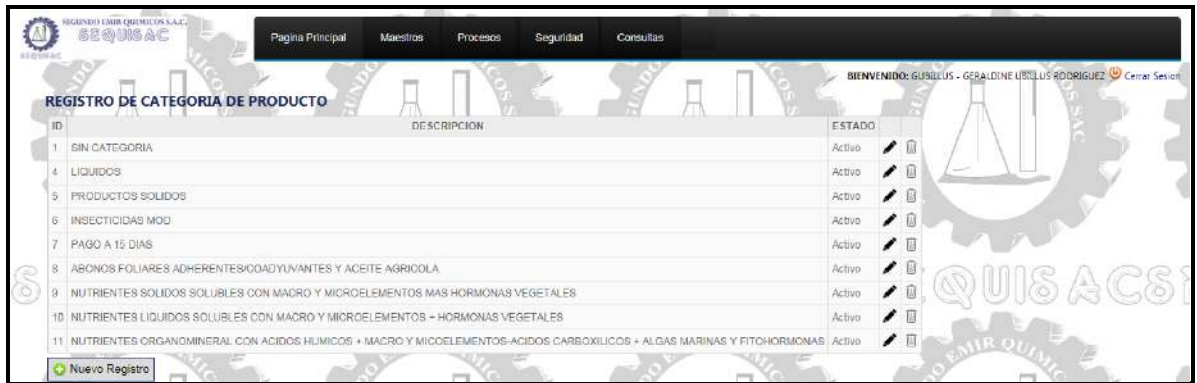 SEGUNDO EMIR QUIMICOS S.A.C.
SEQUISAC
Pagina Principal Maestros Procesos Seguridad Consultas
BIENVENIDO: GUBILLUS - GERALDINE UBILLUS RODRIGUEZ Cerrar Sesion
REGISTRO DE CATEGORIA DE PRODUCTO
ID DESCRIPCION ESTADO
1 SIN CATEGORIA Activo
4 LIQUIDOS Activo
5 PRODUCTOS SOLIDOS Activo
6 INSECTICIDAS MOD Activo
7 PAGO A 15 DIAS Activo
8 ABONOS FOLIARES ADHERENTES/COADYUVANTES Y ACEITE AGRICOLA Activo
9 NUTRIENTES SOLIDOS SOLUBLES CON MACRO Y MICROELEMENTOS MAS HORMONAS VEGETALES Activo
10 NUTRIENTES LIQUIDOS SOLUBLES CON MACRO Y MICROELEMENTOS + HORMONAS VEGETALES Activo
11 NUTRIENTES ORGANOMINERAL CON ACIDOS HUMICOS + MACRO Y MICOELEMENTOS-ACIDOS CARBOXILICOS + ALGAS MARINAS Y FITOHORMONAS Activo
Nuevo Registro